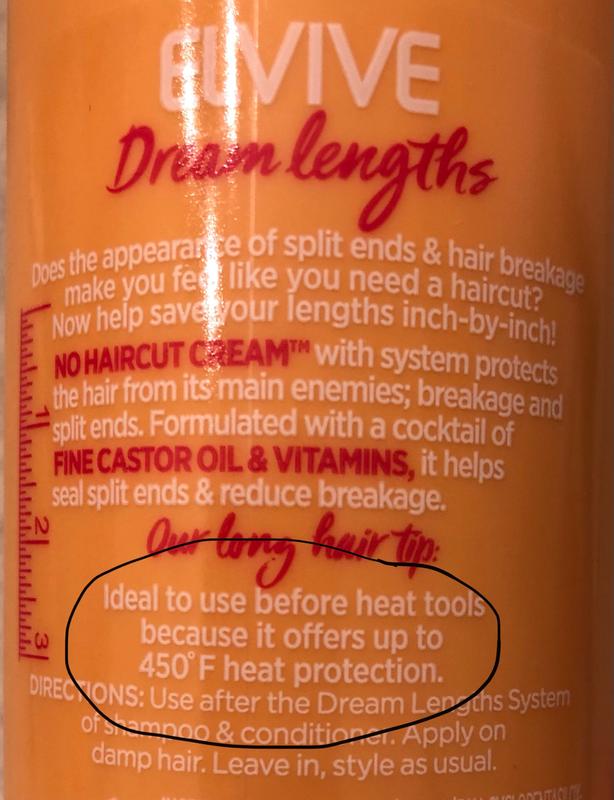 ELVIVE
Dream lengths
Does the appearance of split ends & hair breakage
make you feel like you need a haircut?
Now help save your lengths inch-by-inch!
NO HAIRCUT CREAM™ with system protects
the hair from its main enemies; breakage and
split ends. Formulated with a cocktail of
FINE CASTOR OIL & VITAMINS, it helps
seal split ends & reduce breakage.
Our long hair tip:
Ideal to use before heat tools
because it offers up to
450°F heat protection.
DIRECTIONS: Use after the Dream Lengths System
of shampoo & conditioner. Apply on
damp hair. Leave in, style as usual.
1
2
3